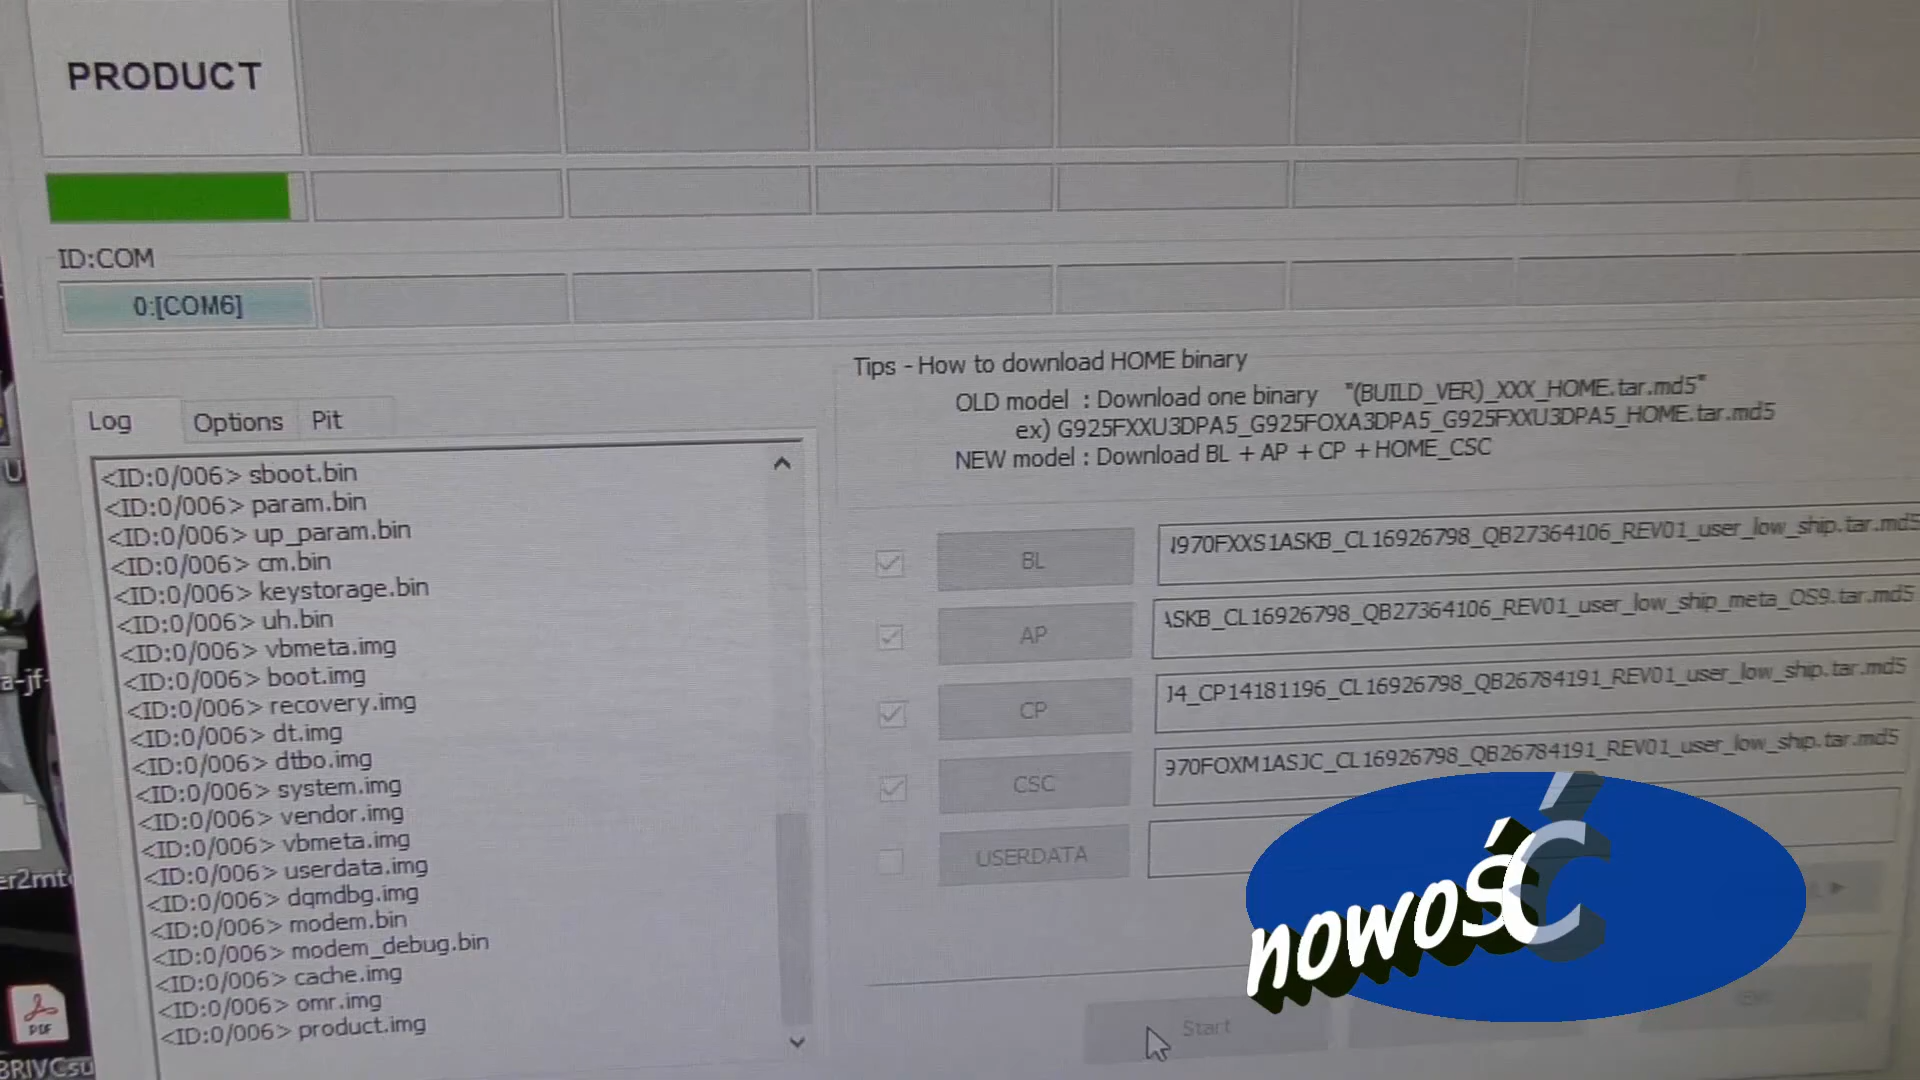 PRODUCT
ID:COM
0:[COM6]
Log
Options
Pit
<ID:0/006> sboot.bin
<ID:0/006> param.bin
<ID:0/006> up_param.bin
<ID:0/006> cm.bin
<ID:0/006> keystorage.bin
<ID:0/006> uh.bin
<ID:0/006> vbmeta.img
<ID:0/006> boot.img
<ID:0/006> recovery.img
<ID:0/006> dt.img
<ID:0/006> dtbo.img
<ID:0/006> system.img
<ID:0/006> vendor.img
<ID:0/006> vbmeta.img
<ID:0/006> userdata.img
<ID:0/006> dqmdbg.img
<ID:0/006> modem.bin
<ID:0/006> modem_debug.bin
<ID:0/006> cache.img
<ID:0/006> omr.img
<ID:0/006> product.img
Tips - How to download HOME binary
OLD model : Download one binary "(BUILD_VER)_XXX_HOME.tar.md5"
ex) G925FXXU3DPA5_G925FOXA3DPA5_G925FXXU3DPA5_HOME.tar.md5
NEW model : Download BL + AP + CP + HOME_CSC
BL
970FXXS1ASKB_CL16926798_QB27364106_REV01_user_low_ship.tar.md5
AP
ASKB_CL16926798_QB27364106_REV01_user_low_ship_meta_OS9.tar.md5
CP
J4_CP14181196_CL16926798_QB26784191_REV01_user_low_ship.tar.md5
CSC
970FOXM1ASJC_CL16926798_QB26784191_REV01_user_low_ship.tar.md5
USERDATA
Start
nowość
PDF